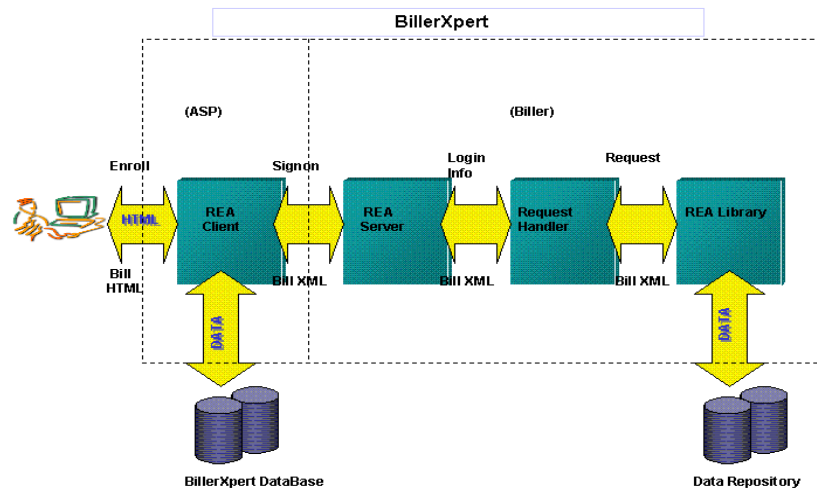 BillerXpert
(ASP)
(Biller)
Enroll
Signon
Login
Info
Request
HTML
REA
Client
REA
Server
Request
Handler
REA Library
Bill
HTML
Bill XML
Bill XML
Bill XML
DATA
DATA
BillerXpert DataBase
Data Repository